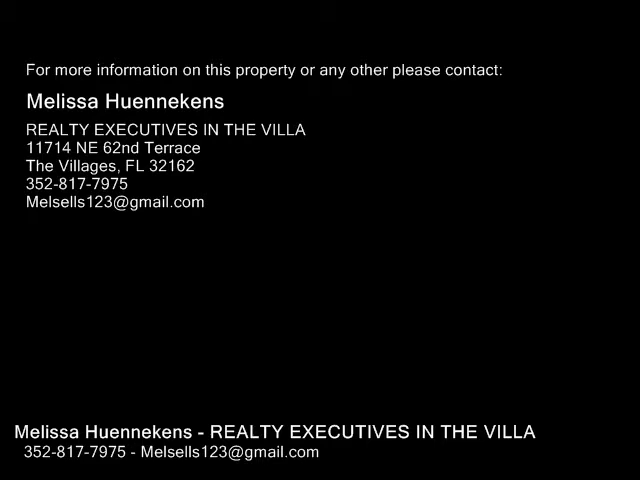 For more information on this property or any other please contact:
Melissa Huennekens
REALTY EXECUTIVES IN THE VILLA
11714 NE 62nd Terrace
The Villages, FL 32162
352-817-7975
Melsells123@gmail.com
Melissa Huennekens - REALTY EXECUTIVES IN THE VILLA
352-817-7975 - Melsells123@gmail.com